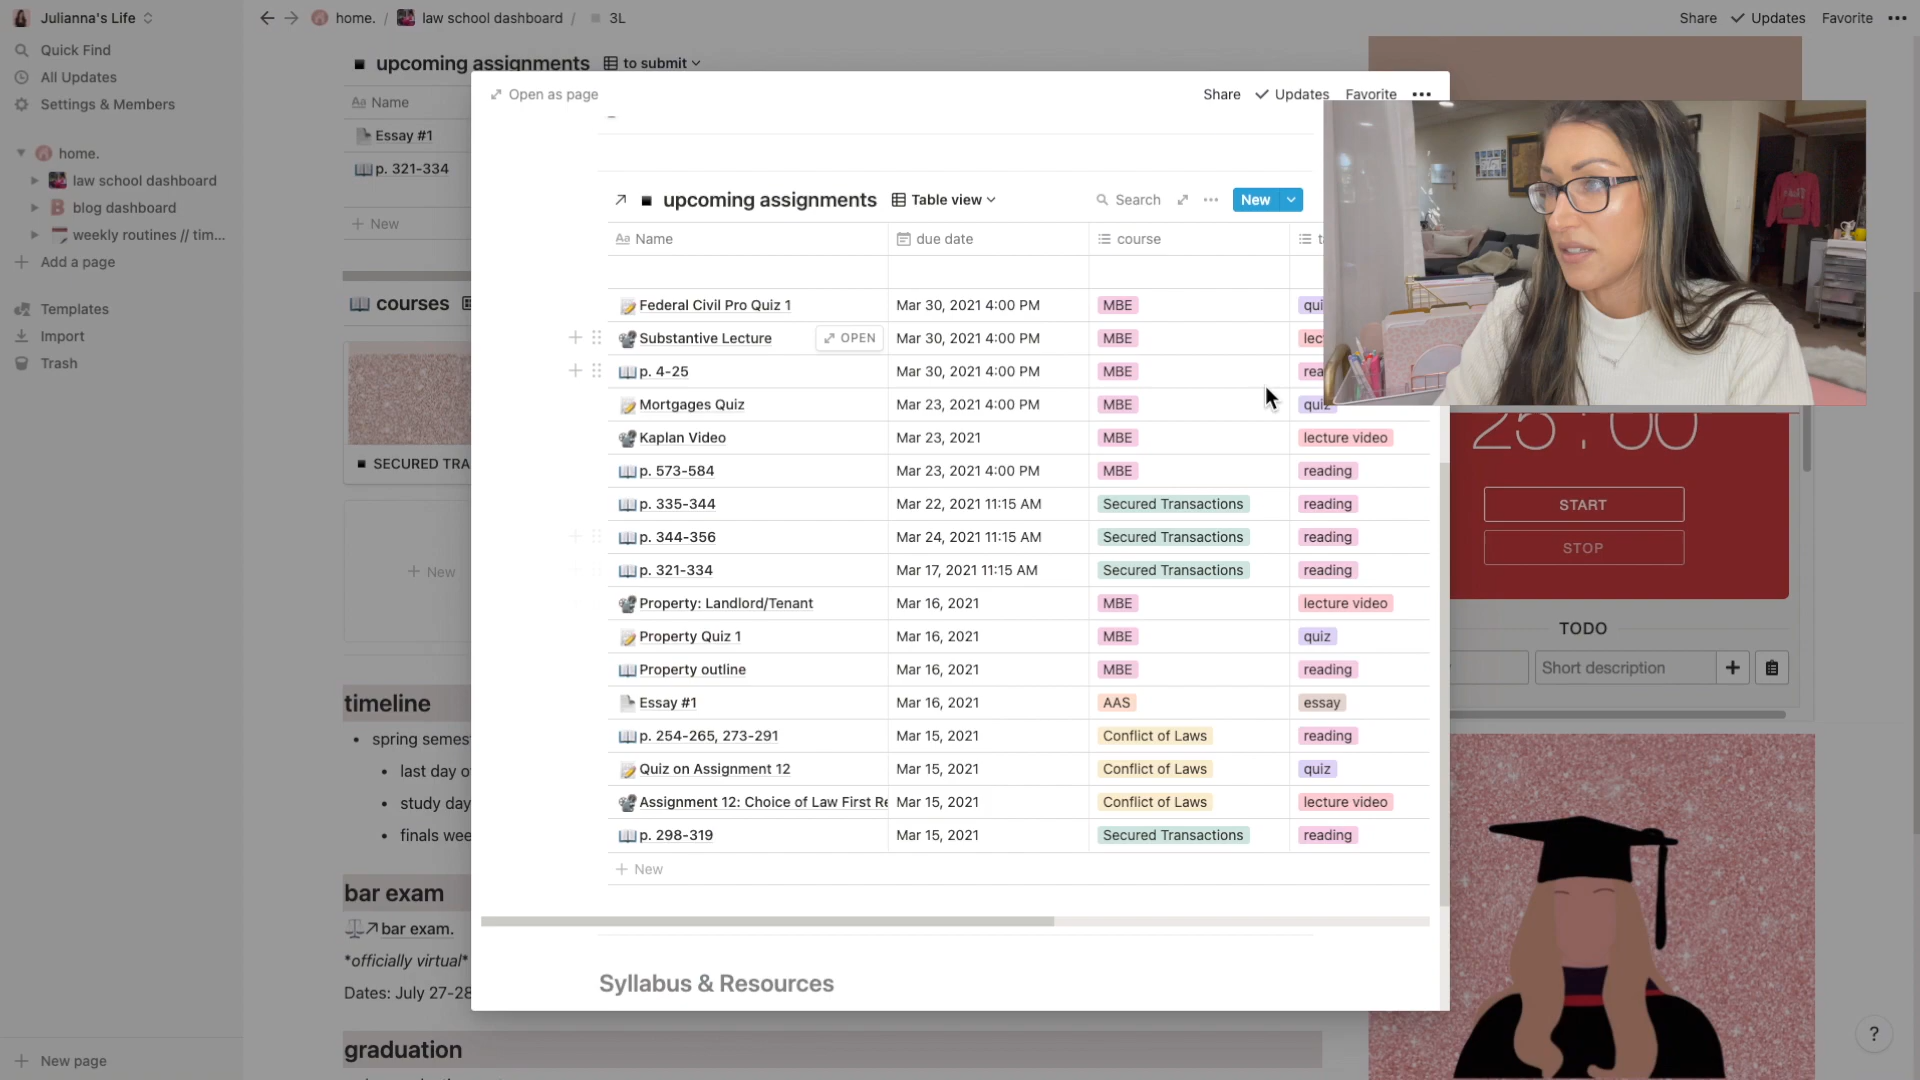 Julianna's Life
home. / law school dashboard / 3L
Share Updates Favorite
Quick Find
All Updates
Settings & Members
home.
law school dashboard
blog dashboard
weekly routines // tim...
Add a page
Templates
Import
Trash
New page
upcoming assignments to submit
Aa Name
Essay #1
p. 321-334
+ New
courses
SECURED TRA
+ New
timeline
spring semes
last day o
study day
finals wee
bar exam
bar exam.
*officially virtual*
Dates: July 27-28
graduation
Open as page
Share Updates Favorite
upcoming assignments Table view
Search New
Aa Name due date course
Federal Civil Pro Quiz 1 Mar 30, 2021 4:00 PM MBE qui
Substantive Lecture OPEN Mar 30, 2021 4:00 PM MBE lec
p. 4-25 Mar 30, 2021 4:00 PM MBE rea
Mortgages Quiz Mar 23, 2021 4:00 PM MBE quiz
Kaplan Video Mar 23, 2021 MBE lecture video
p. 573-584 Mar 23, 2021 4:00 PM MBE reading
p. 335-344 Mar 22, 2021 11:15 AM Secured Transactions reading
p. 344-356 Mar 24, 2021 11:15 AM Secured Transactions reading
p. 321-334 Mar 17, 2021 11:15 AM Secured Transactions reading
Property: Landlord/Tenant Mar 16, 2021 MBE lecture video
Property Quiz 1 Mar 16, 2021 MBE quiz
Property outline Mar 16, 2021 MBE reading
Essay #1 Mar 16, 2021 AAS essay
p. 254-265, 273-291 Mar 15, 2021 Conflict of Laws reading
Quiz on Assignment 12 Mar 15, 2021 Conflict of Laws quiz
Assignment 12: Choice of Law First Re Mar 15, 2021 Conflict of Laws lecture video
p. 298-319 Mar 15, 2021 Secured Transactions reading
+ New
Syllabus & Resources
25 : 00
START
STOP
TODO
Short description +
?